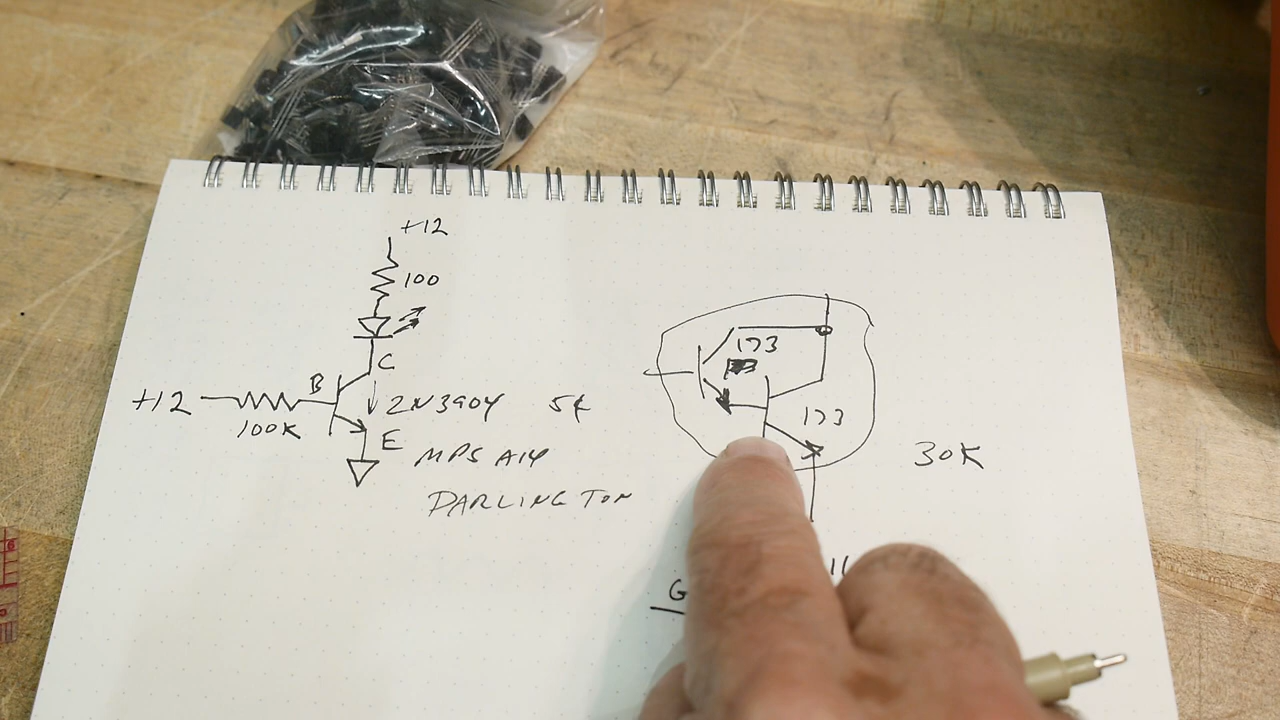 +12
100
C
B
+12
100K
2N3904 5¢
E
MPS A14
DARLINGTON
173
173
30K
G